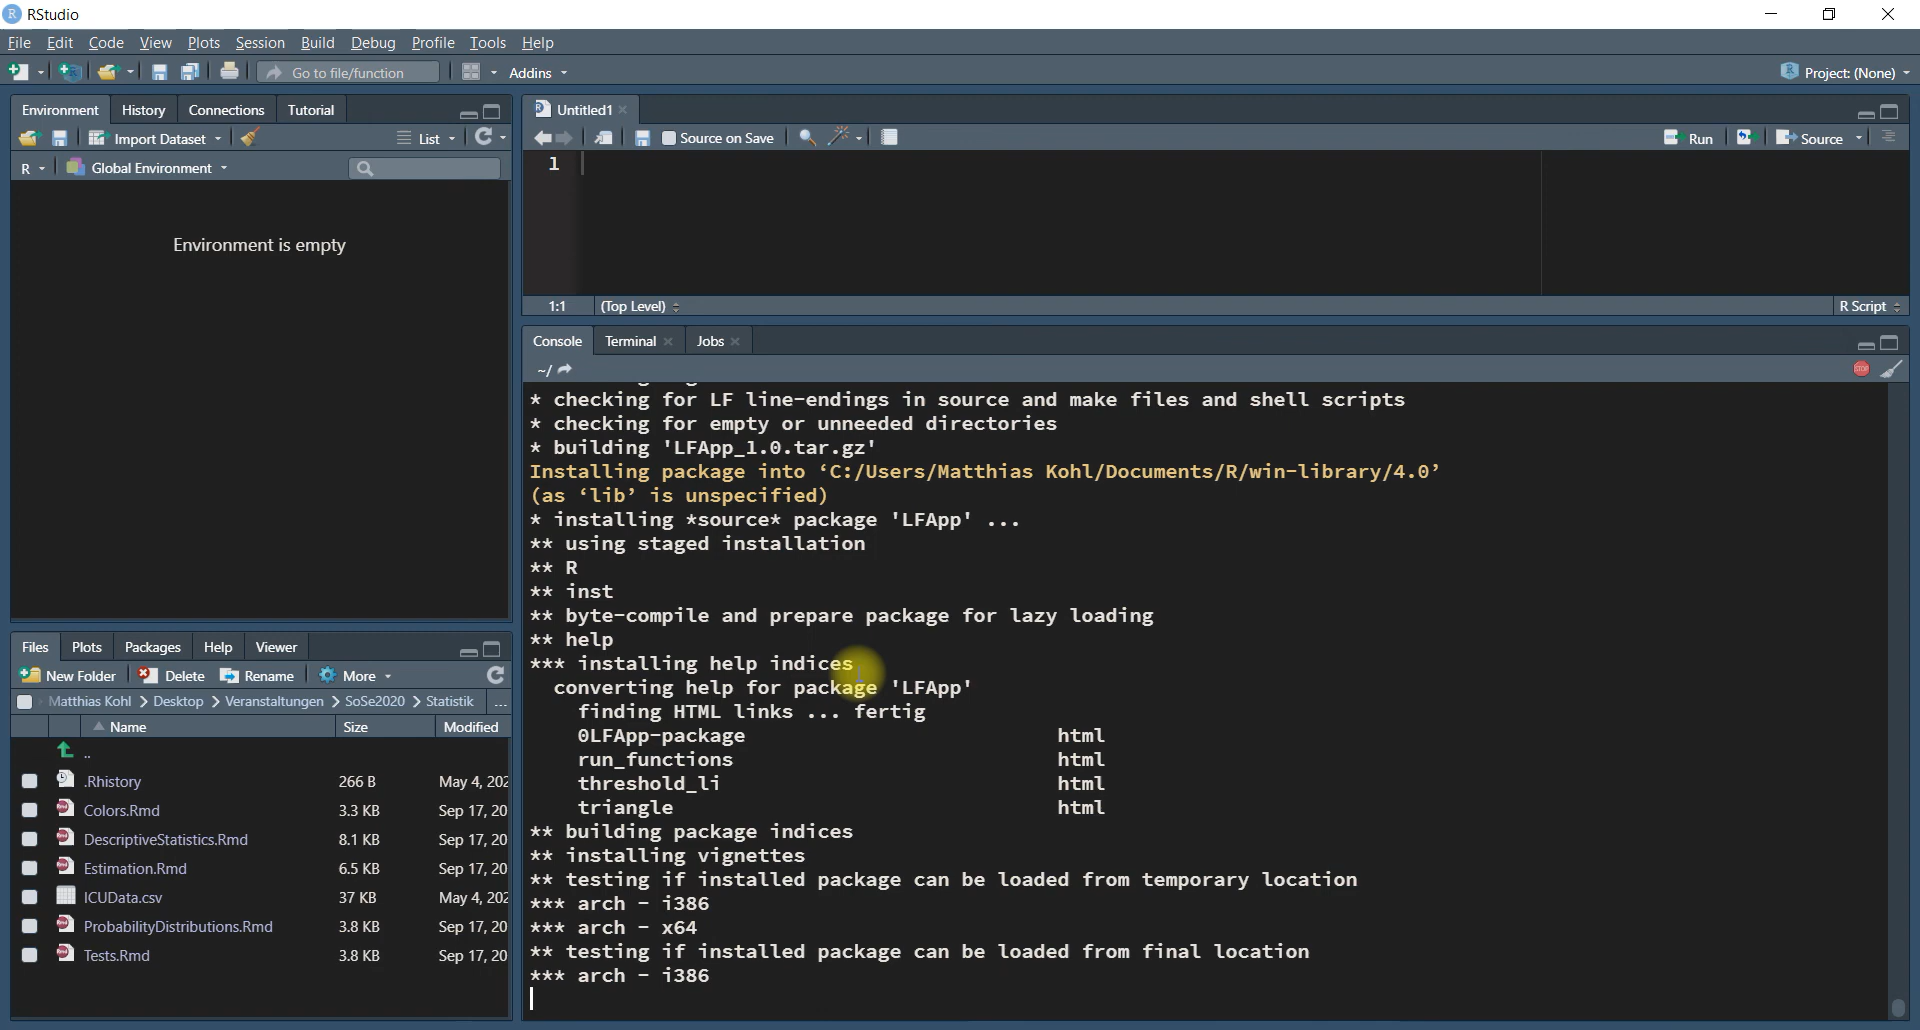 RStudio
File Edit Code View Plots Session Build Debug Profile Tools Help
Go to file/function Addins Project: (None)
Environment History Connections Tutorial
Import Dataset List
R Global Environment
Environment is empty
Files Plots Packages Help Viewer
New Folder Delete Rename More
Matthias Kohl Desktop Veranstaltungen SoSe2020 Statistik ...
Name Size Modified
..
.Rhistory 266 B May 4, 202
Colors.Rmd 3.3 KB Sep 17, 20
DescriptiveStatistics.Rmd 8.1 KB Sep 17, 20
Estimation.Rmd 6.5 KB Sep 17, 20
ICUData.csv 37 KB May 4, 202
ProbabilityDistributions.Rmd 3.8 KB Sep 17, 20
Tests.Rmd 3.8 KB Sep 17, 20
Untitled1
Source on Save Run Source
1
1:1 (Top Level) R Script
Console Terminal Jobs
~/
* checking for LF line-endings in source and make files and shell scripts
* checking for empty or unneeded directories
* building 'LFApp_1.0.tar.gz'
Installing package into ‘C:/Users/Matthias Kohl/Documents/R/win-library/4.0’
(as ‘lib’ is unspecified)
* installing *source* package 'LFApp' ...
** using staged installation
** R
** inst
** byte-compile and prepare package for lazy loading
** help
*** installing help indices
converting help for package 'LFApp'
finding HTML links ... fertig
0LFApp-package html
run_functions html
threshold_li html
triangle html
** building package indices
** installing vignettes
** testing if installed package can be loaded from temporary location
*** arch - i386
*** arch - x64
** testing if installed package can be loaded from final location
*** arch - i386